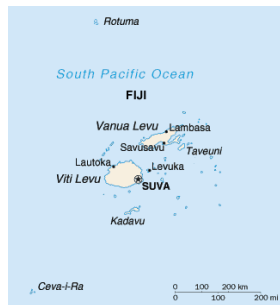 Rotuma
South Pacific Ocean
FIJI
Vanua Levu
Lambasa
Savusavu
Taveuni
Lautoka
Levuka
Viti Levu
SUVA
Kadavu
Ceva-i-Ra
0 100 200 km
0 100 200 mi